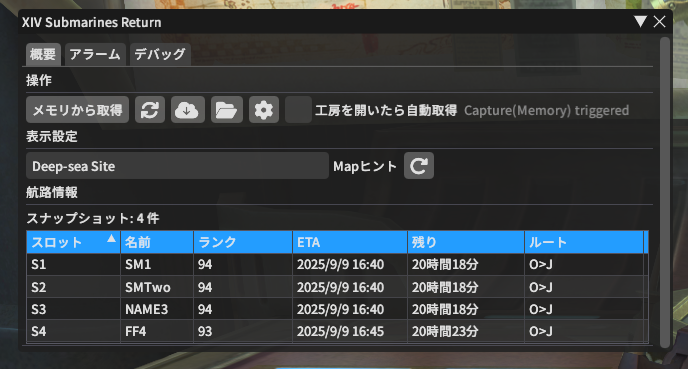 XIV Submarines Return
概要 アラーム デバッグ
操作
メモリから取得 工房を開いたら自動取得 Capture(Memory) triggered
表示設定
Deep-sea Site Mapヒント
航路情報
スナップショット: 4 件
スロット 名前 ランク ETA 残り ルート
S1 SM1 94 2025/9/9 16:40 20時間18分 O>J
S2 SMTwo 94 2025/9/9 16:40 20時間18分 O>J
S3 NAME3 94 2025/9/9 16:40 20時間18分 O>J
S4 FF4 93 2025/9/9 16:45 20時間23分 O>J